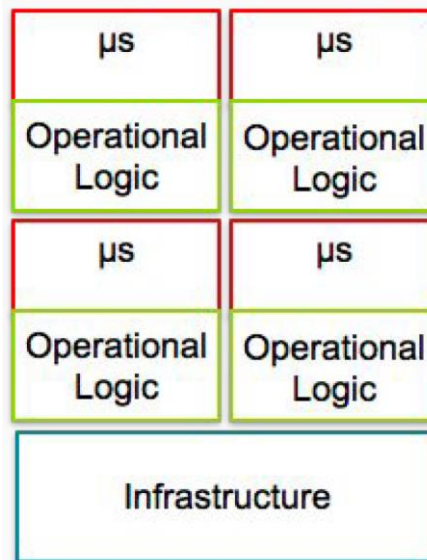 µs
µs
Operational
Logic
Operational
Logic
µs
µs
Operational
Logic
Operational
Logic
Infrastructure